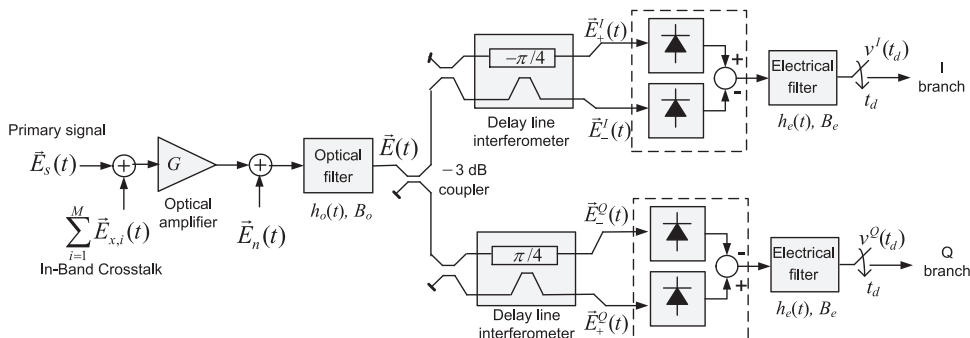 Primary signal
E⃗_s(t)
∑_{i=1}^{M} E⃗_{x,i}(t)
In-Band Crosstalk
G
Optical
amplifier
E⃗_n(t)
Optical
filter
h_o(t), B_o
E⃗(t)
−3 dB
coupler
−π/4
Delay line
interferometer
E⃗_+^I(t)
E⃗_-^I(t)
+
-
Electrical
filter
h_e(t), B_e
v^I(t_d)
t_d
I
branch
π/4
Delay line
interferometer
E⃗_-^Q(t)
E⃗_+^Q(t)
-
+
Electrical
filter
h_e(t), B_e
v^Q(t_d)
t_d
Q
branch